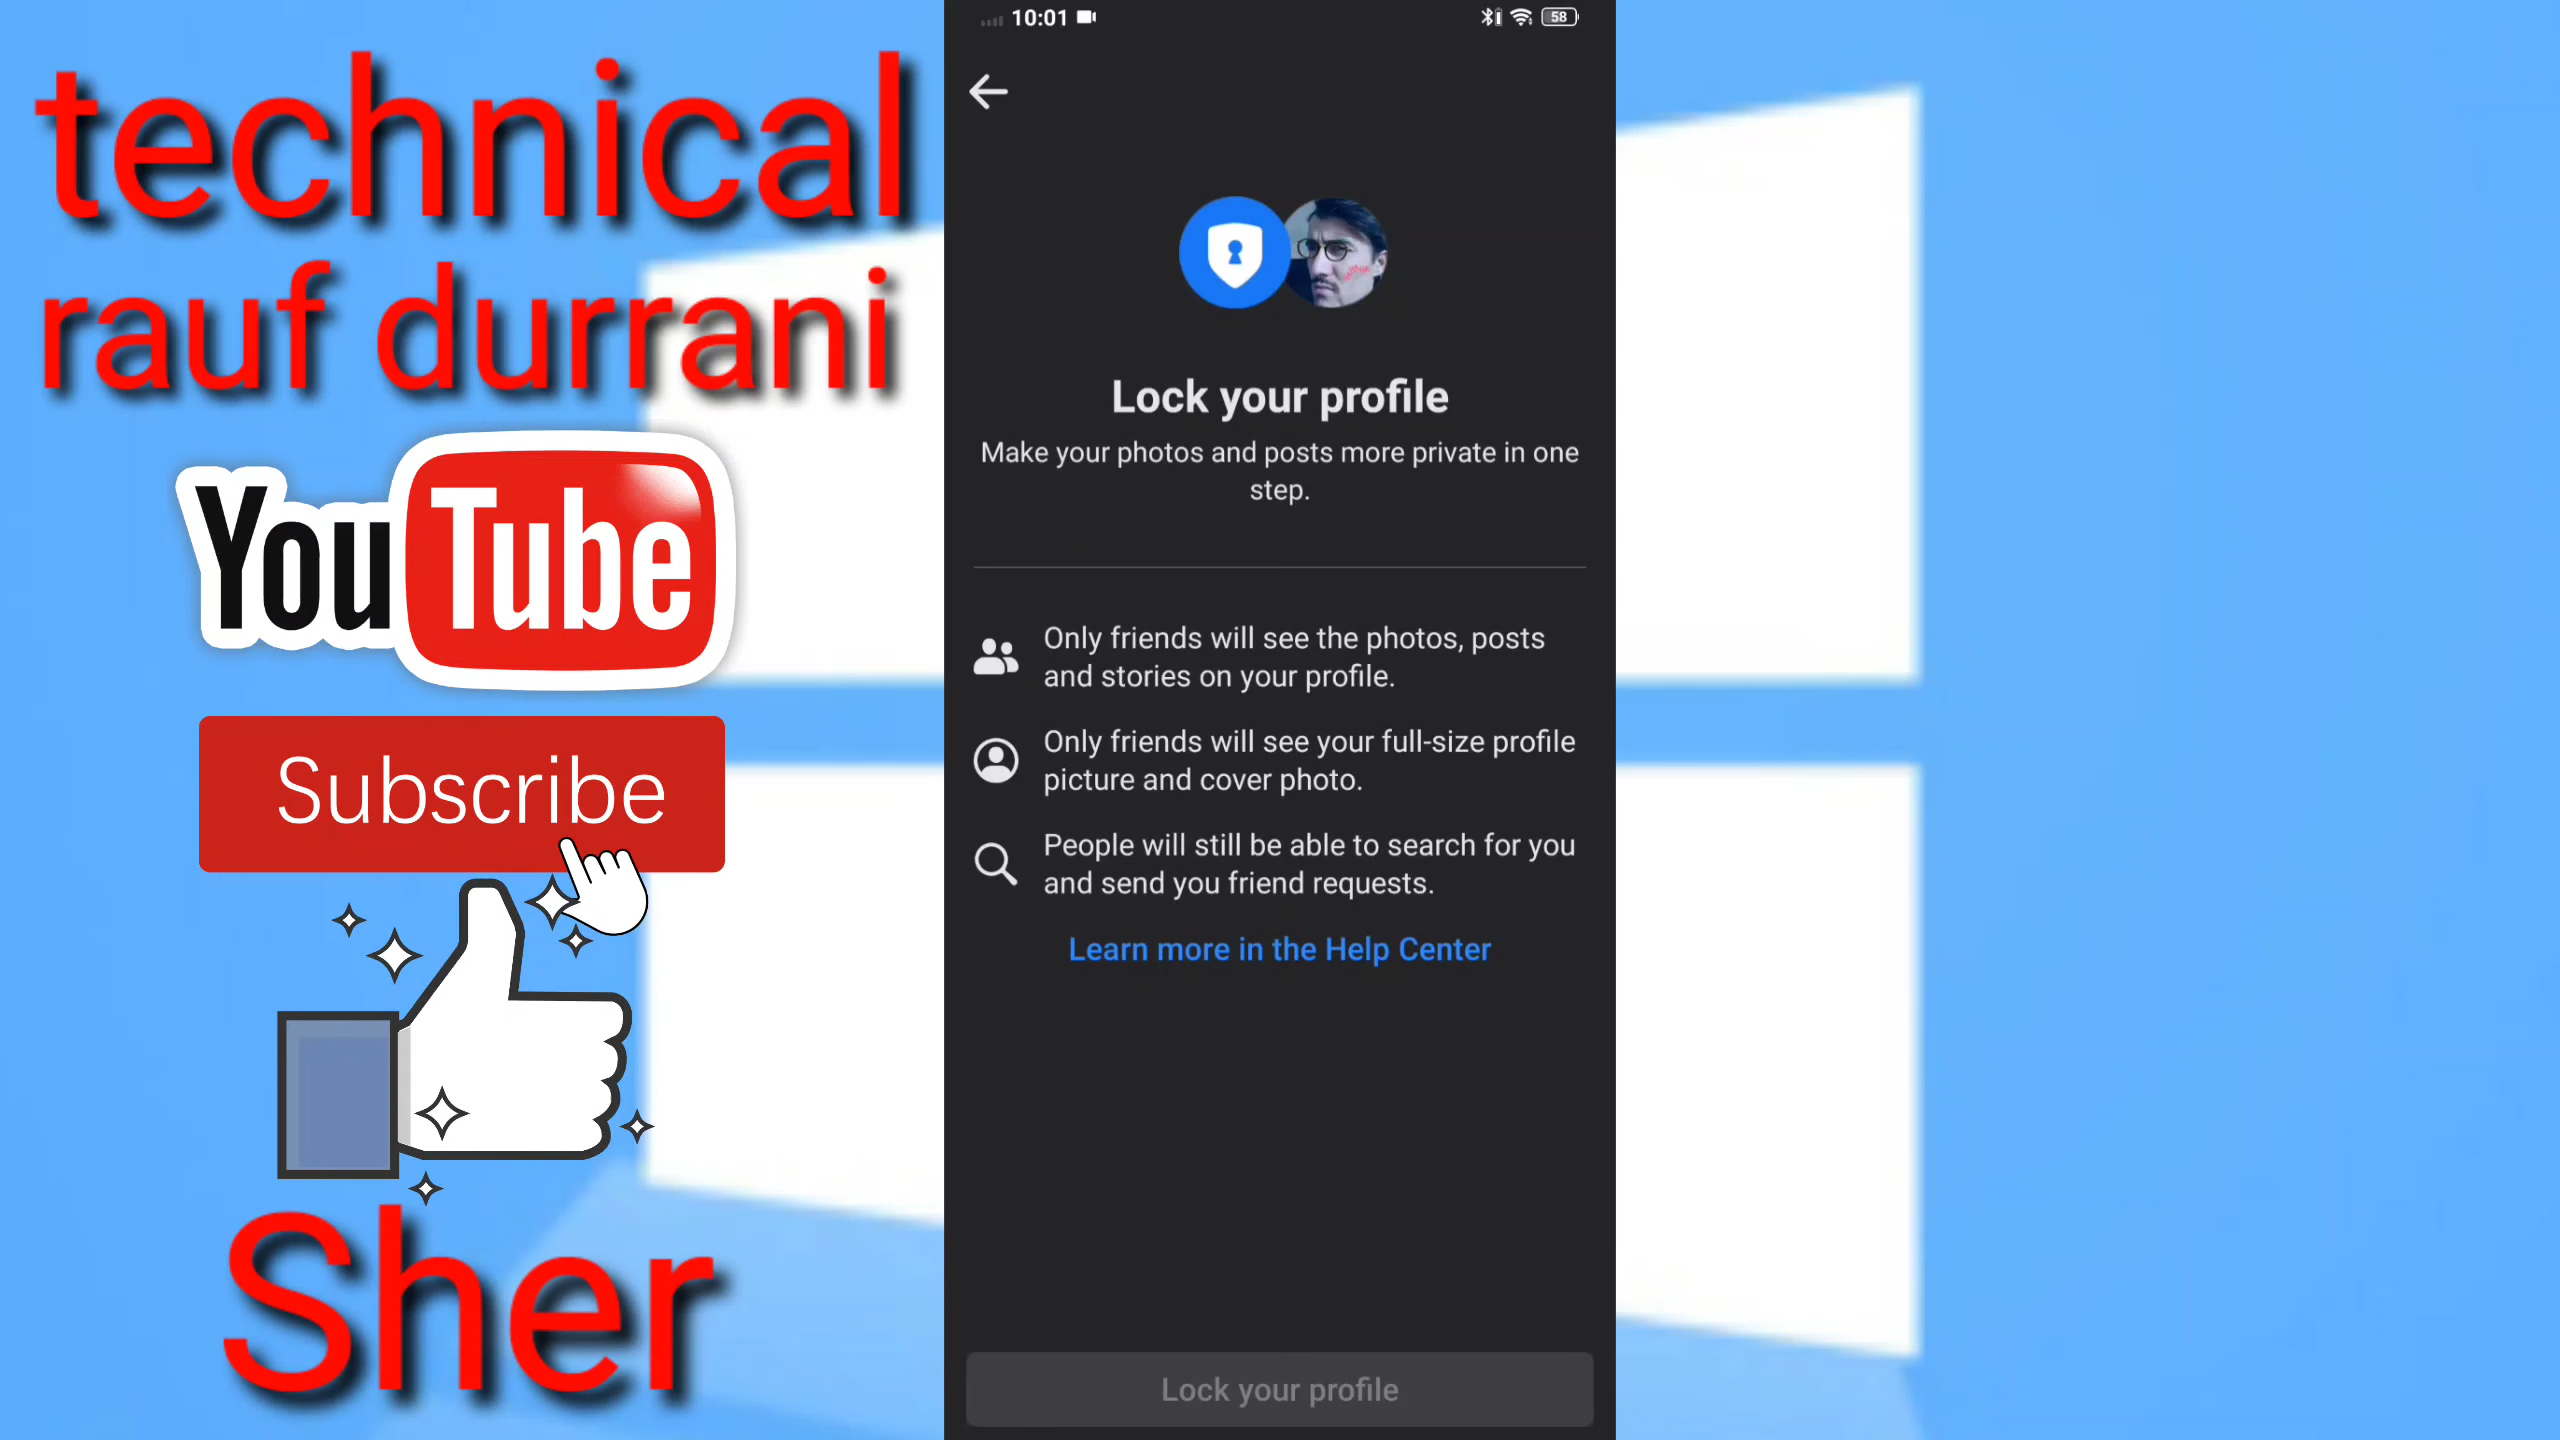 technical
rauf durrani
YouTube
Subscribe
Sher
10:01
58
Lock your profile
Make your photos and posts more private in one
step.
Only friends will see the photos, posts
and stories on your profile.
Only friends will see your full-size profile
picture and cover photo.
People will still be able to search for you
and send you friend requests.
Learn more in the Help Center
Lock your profile